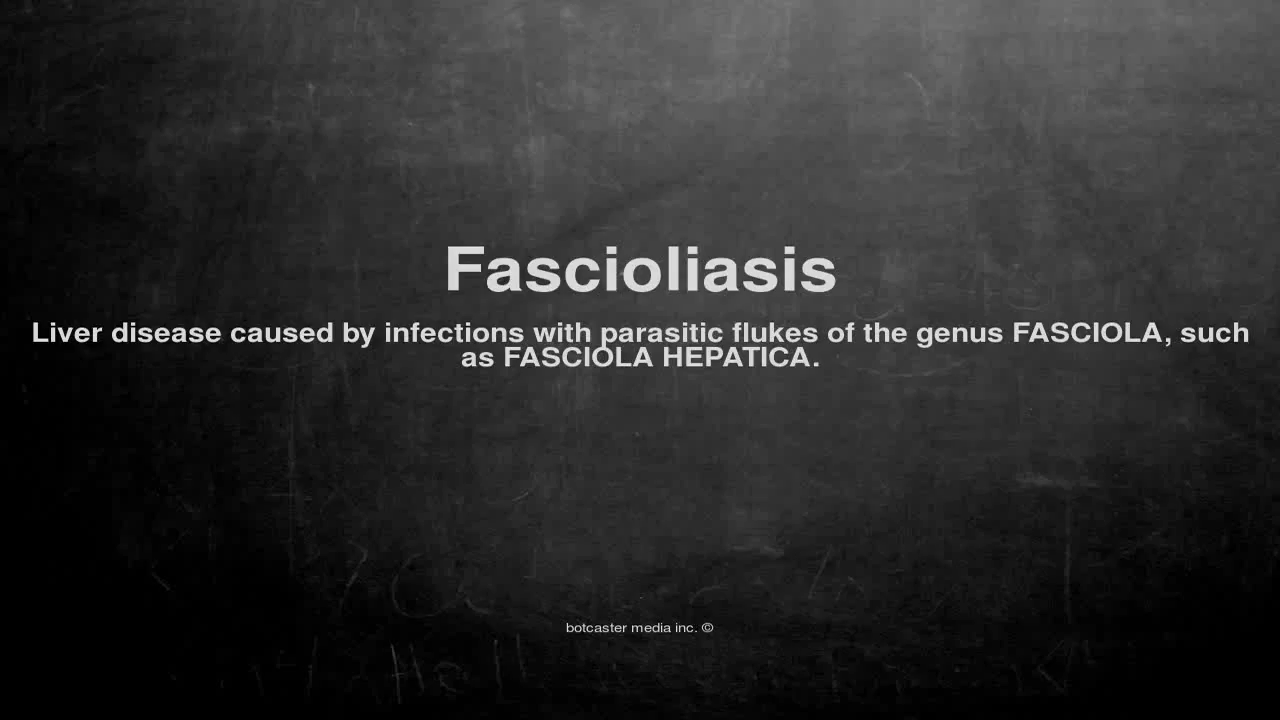 Fascioliasis
Liver disease caused by infections with parasitic flukes of the genus FASCIOLA, such
as FASCIOLA HEPATICA.
botcaster media inc. ©